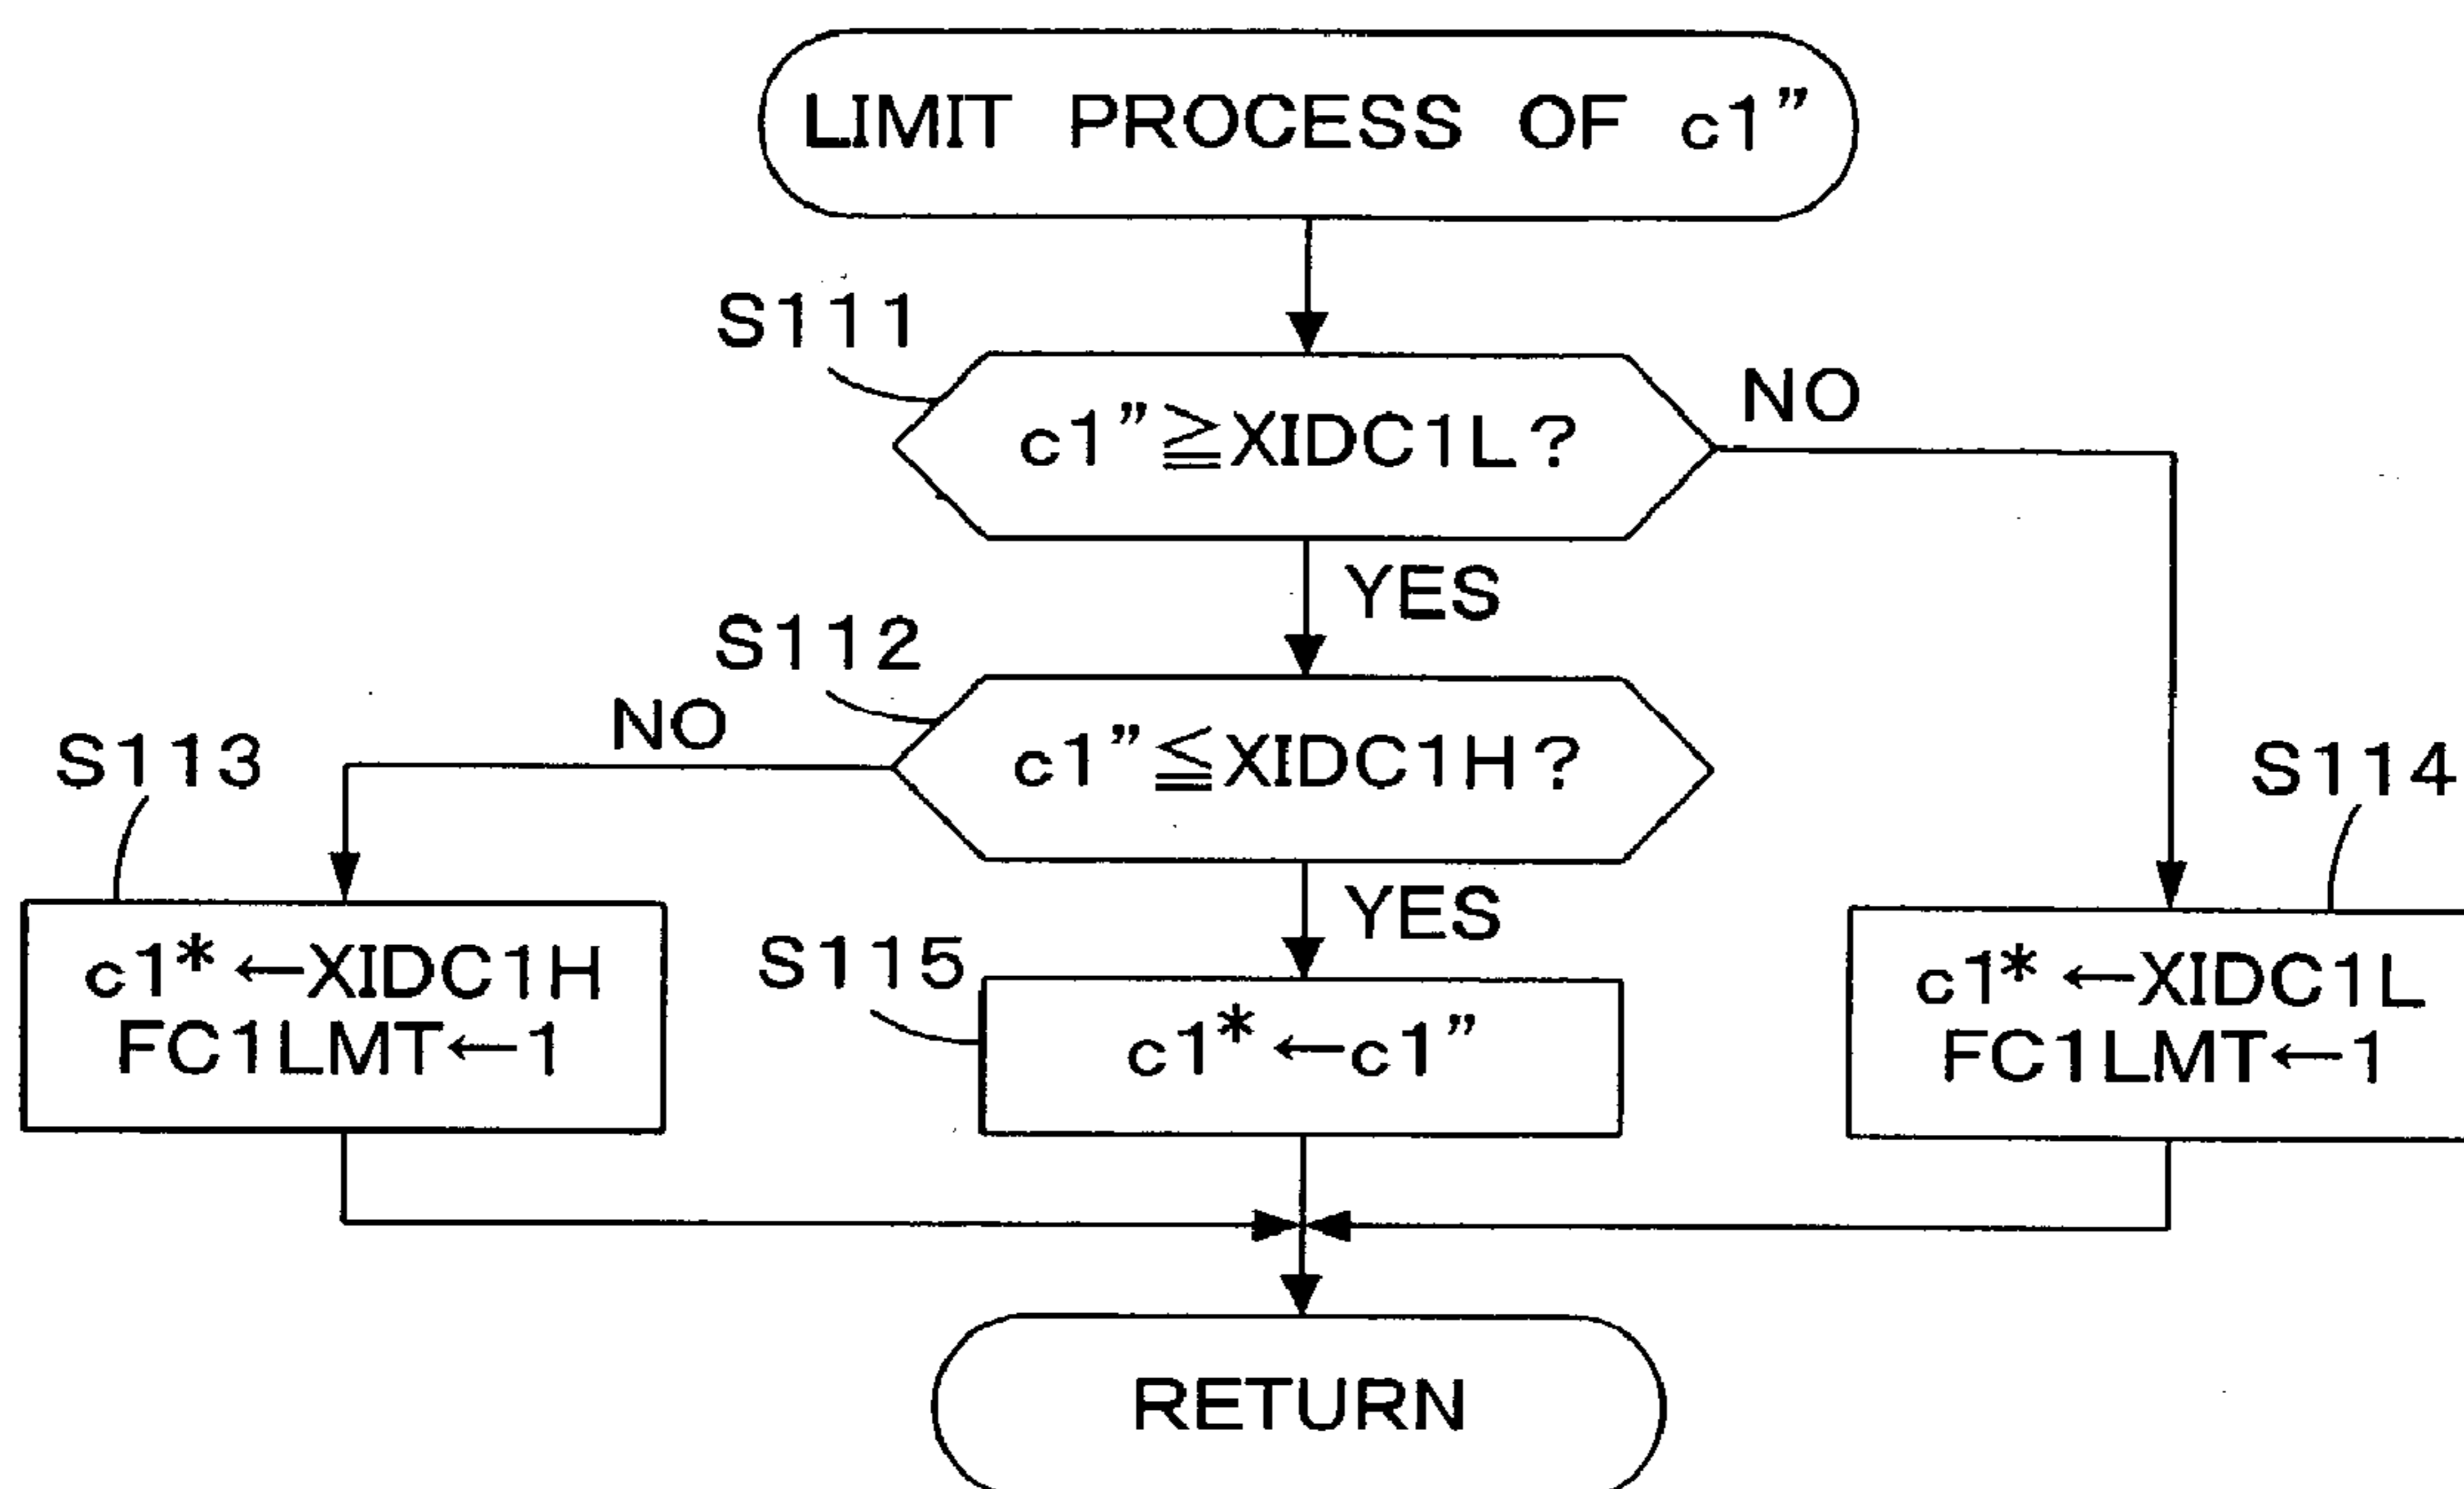 LIMIT PROCESS OF c1”
S111
c1”≧XIDC1L?
NO
YES
S112
c1”≦XIDC1H?
NO
YES
S113
c1*←XIDC1H
FC1LMT←1
S115
c1*←c1”
S114
c1*←XIDC1L
FC1LMT←1
RETURN